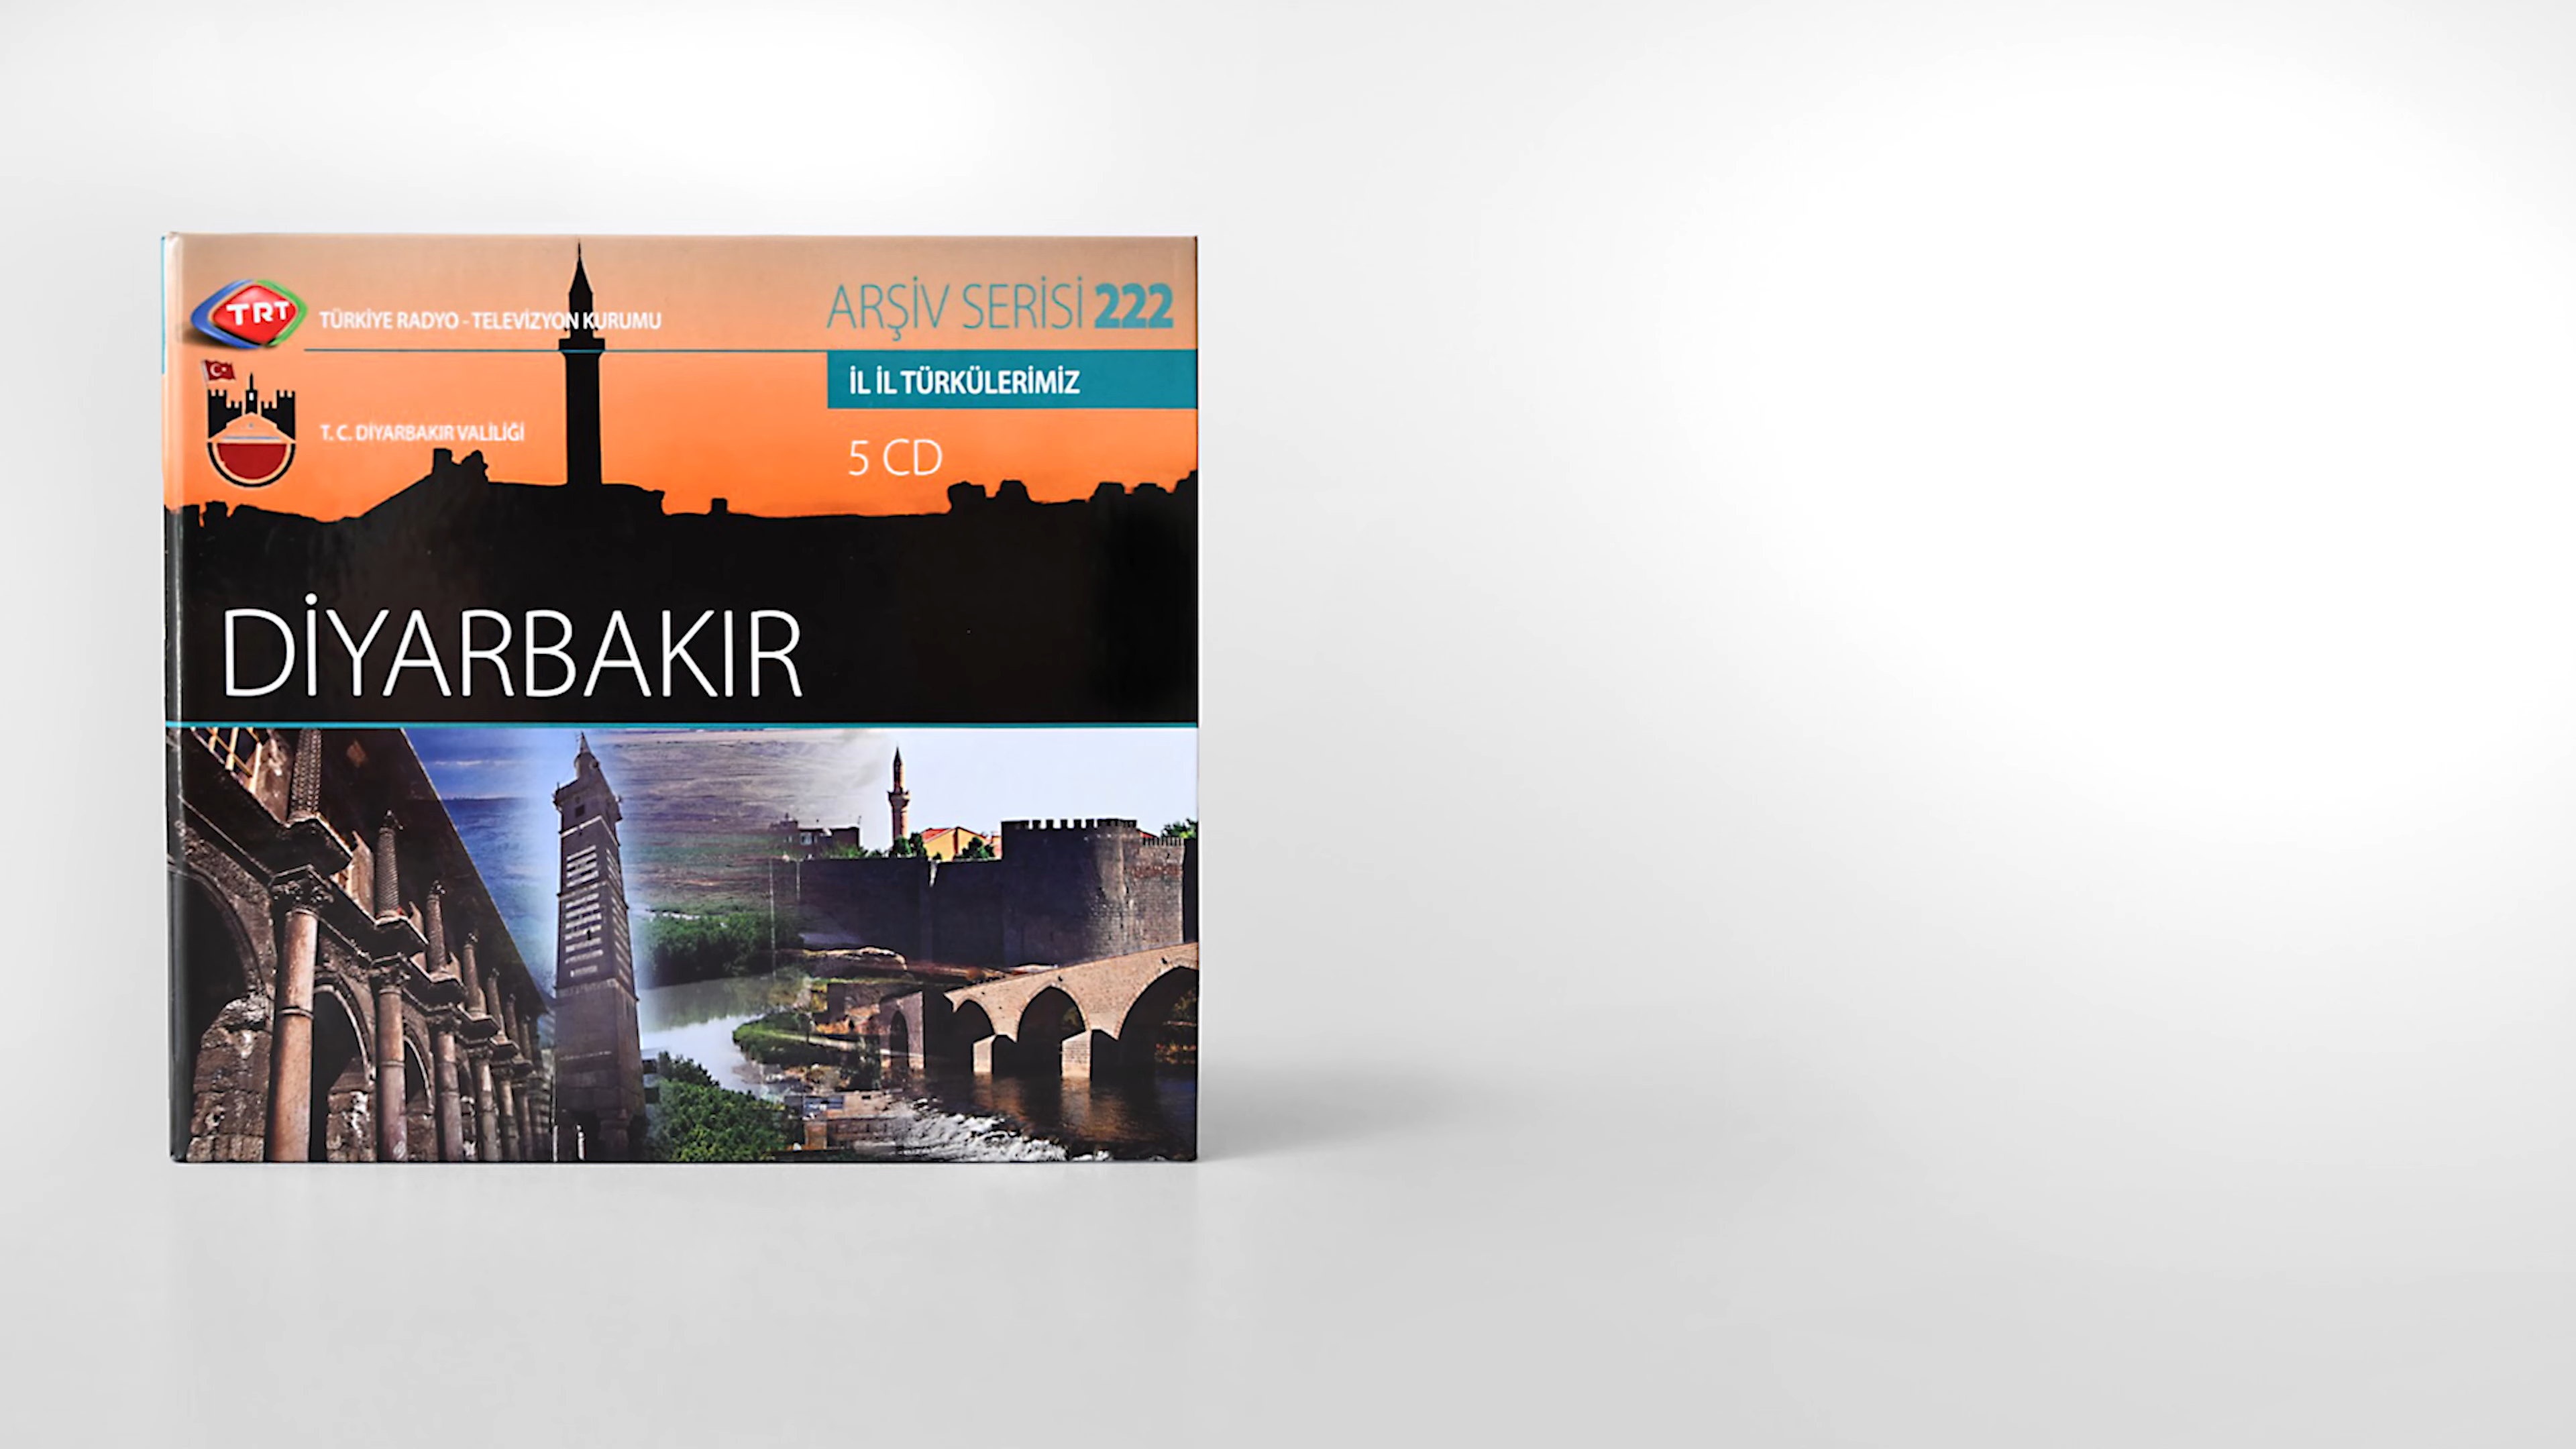 TRT
TÜRKİYE RADYO - TELEVİZYON KURUMU
ARŞİV SERİSİ 222
İL İL TÜRKÜLERİMİZ
T. C. DİYARBAKIR VALİLİĞİ
5 CD
DİYARBAKIR